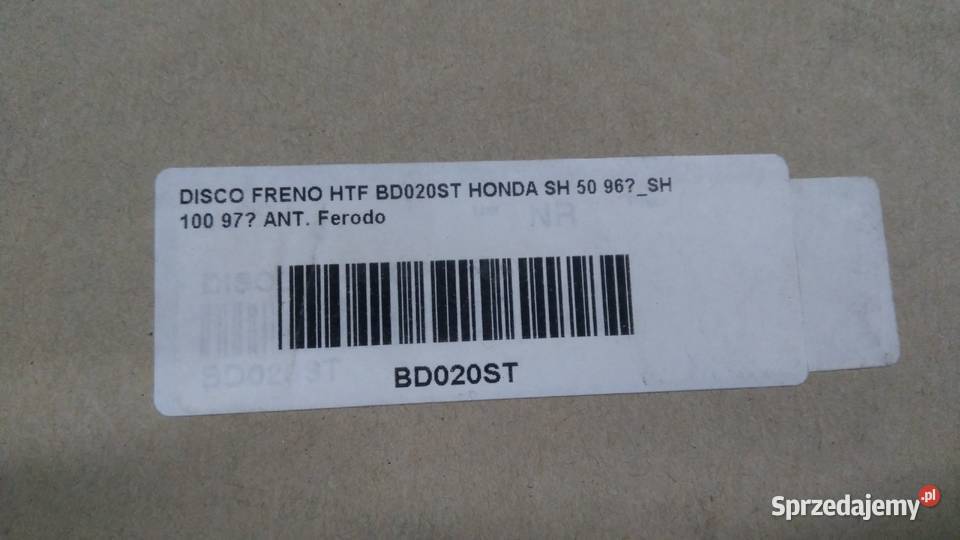 DISCO FRENO HTF BD020ST HONDA SH 50 96?_SH
100 97? ANT. Ferodo
BD020ST
Sprzedajemy.pl